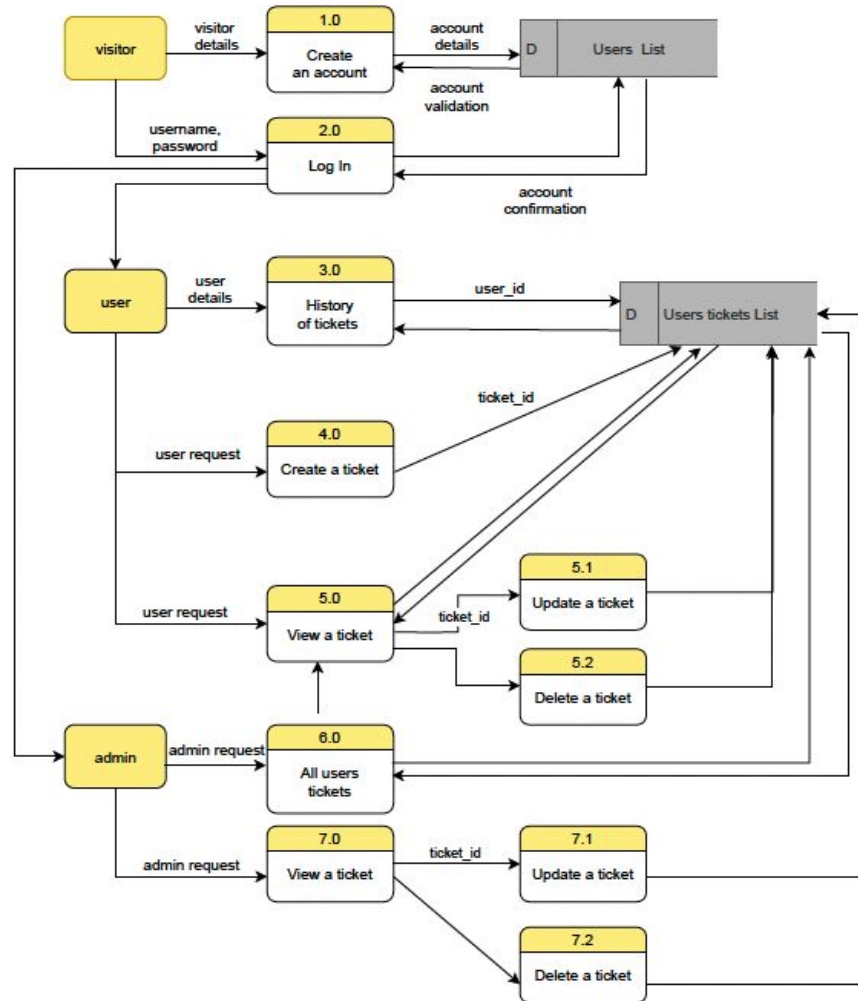 1.0
visitor
visitor
details
Create
an account
account
details
D
Users List
account
validation
username,
password
2.0
Log In
account
confirmation
3.0
user
user
details
History
of tickets
user_id
D
Users tickets List
ticket_id
4.0
user request
Create a ticket
5.0
user request
View a ticket
ticket_id
5.1
Update a ticket
5.2
Delete a ticket
admin
admin request
6.0
All users
tickets
7.0
admin request
View a ticket
ticket_id
7.1
Update a ticket
7.2
Delete a ticket